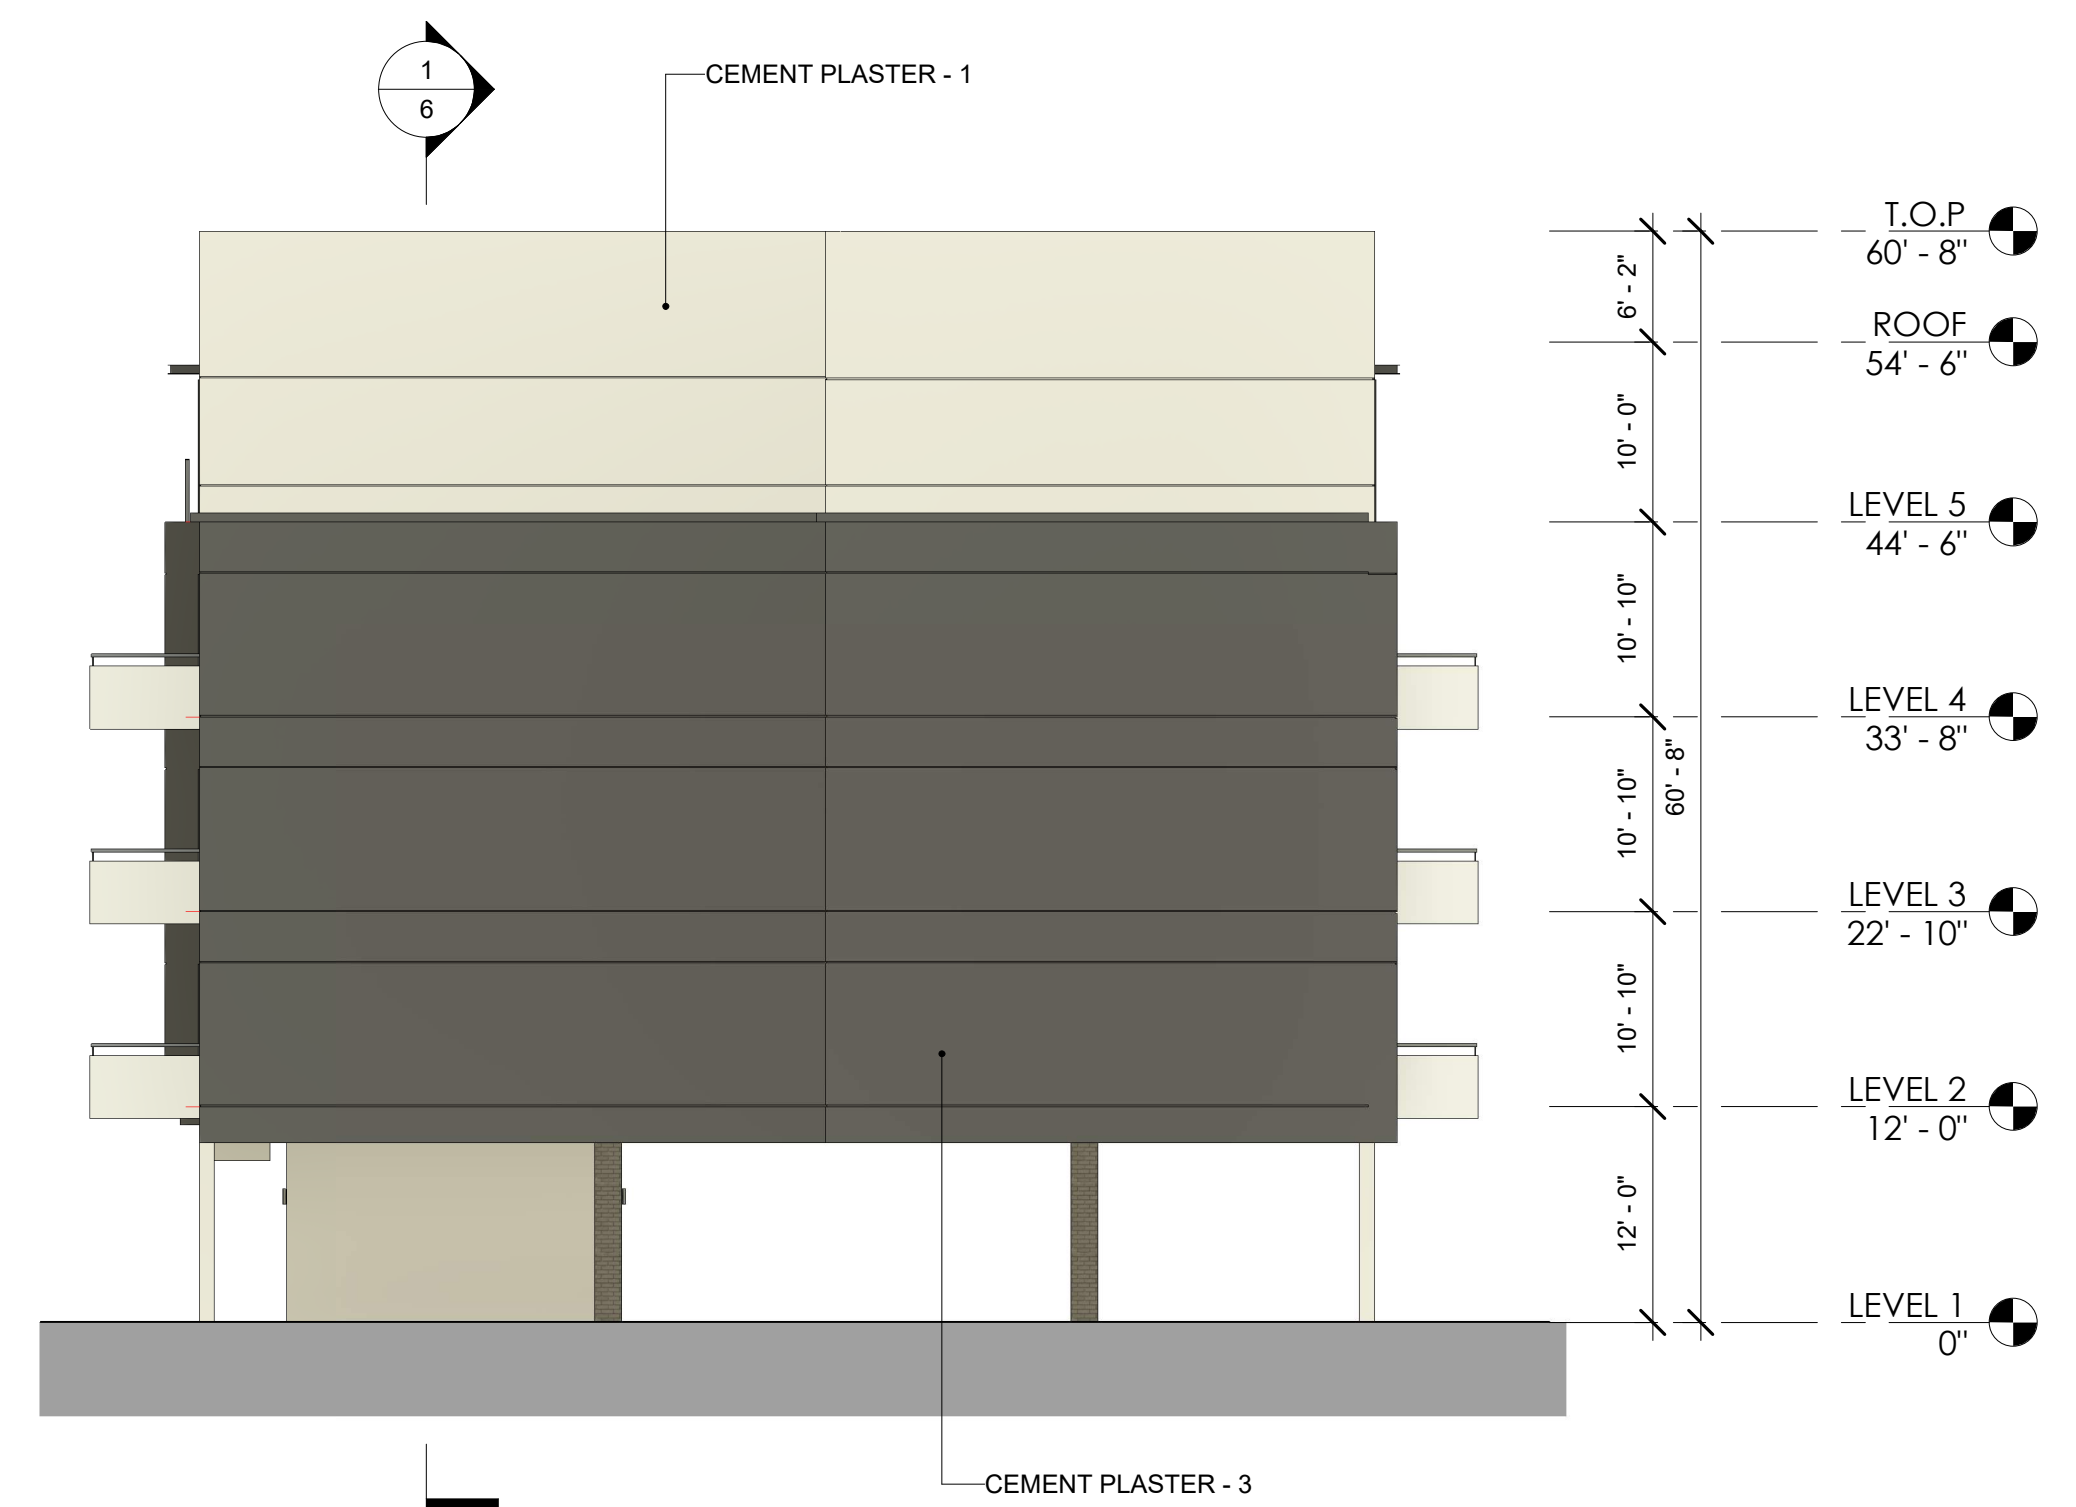 1
6
CEMENT PLASTER - 1
T.O.P
60' - 8"
6' - 2"
ROOF
54' - 6"
10' - 0"
LEVEL 5
44' - 6"
10' - 10"
LEVEL 4
33' - 8"
60' - 8"
10' - 10"
LEVEL 3
22' - 10"
10' - 10"
LEVEL 2
12' - 0"
12' - 0"
LEVEL 1
0"
CEMENT PLASTER - 3